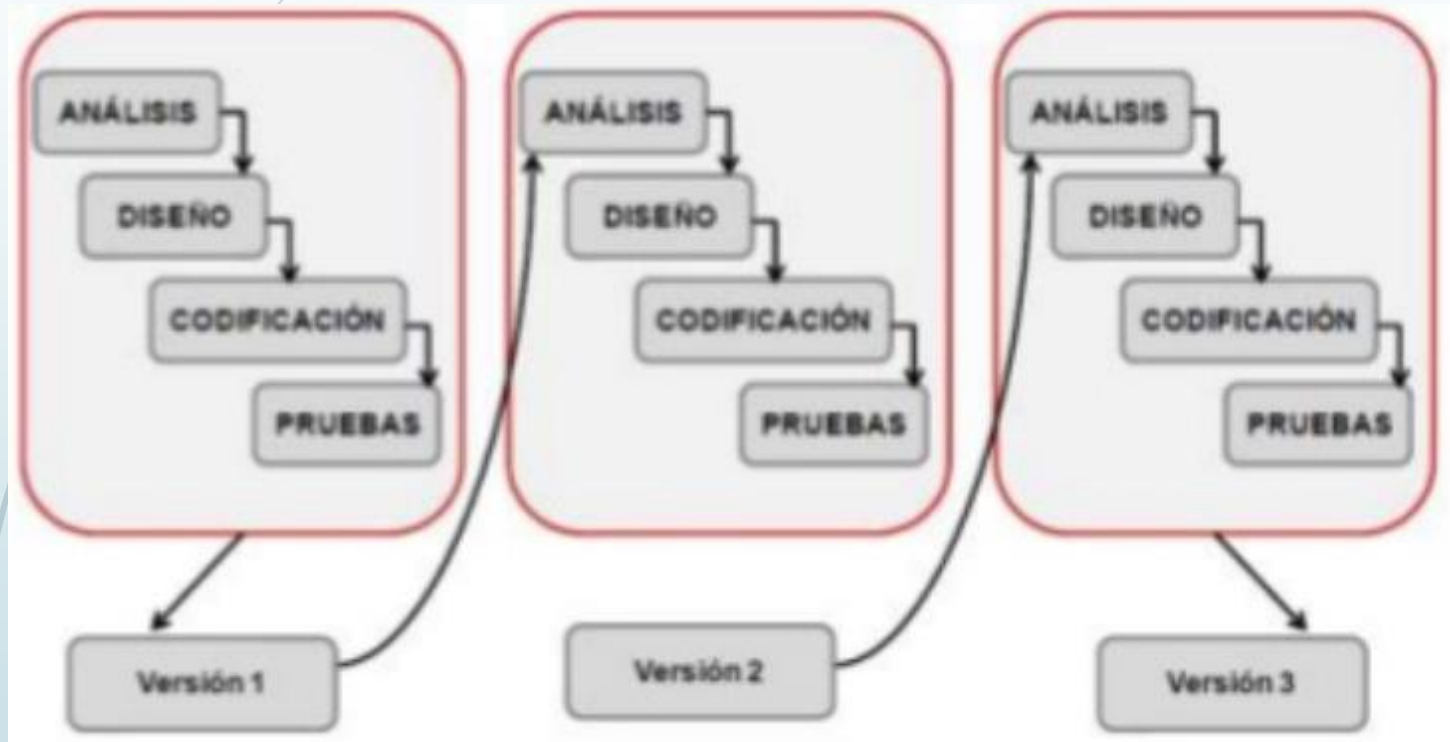 ANÁLISIS
DISEÑO
CODIFICACIÓN
PRUEBAS
Versión 1
ANÁLISIS
DISEÑO
CODIFICACIÓN
PRUEBAS
Versión 2
ANÁLISIS
DISEÑO
CODIFICACIÓN
PRUEBAS
Versión 3